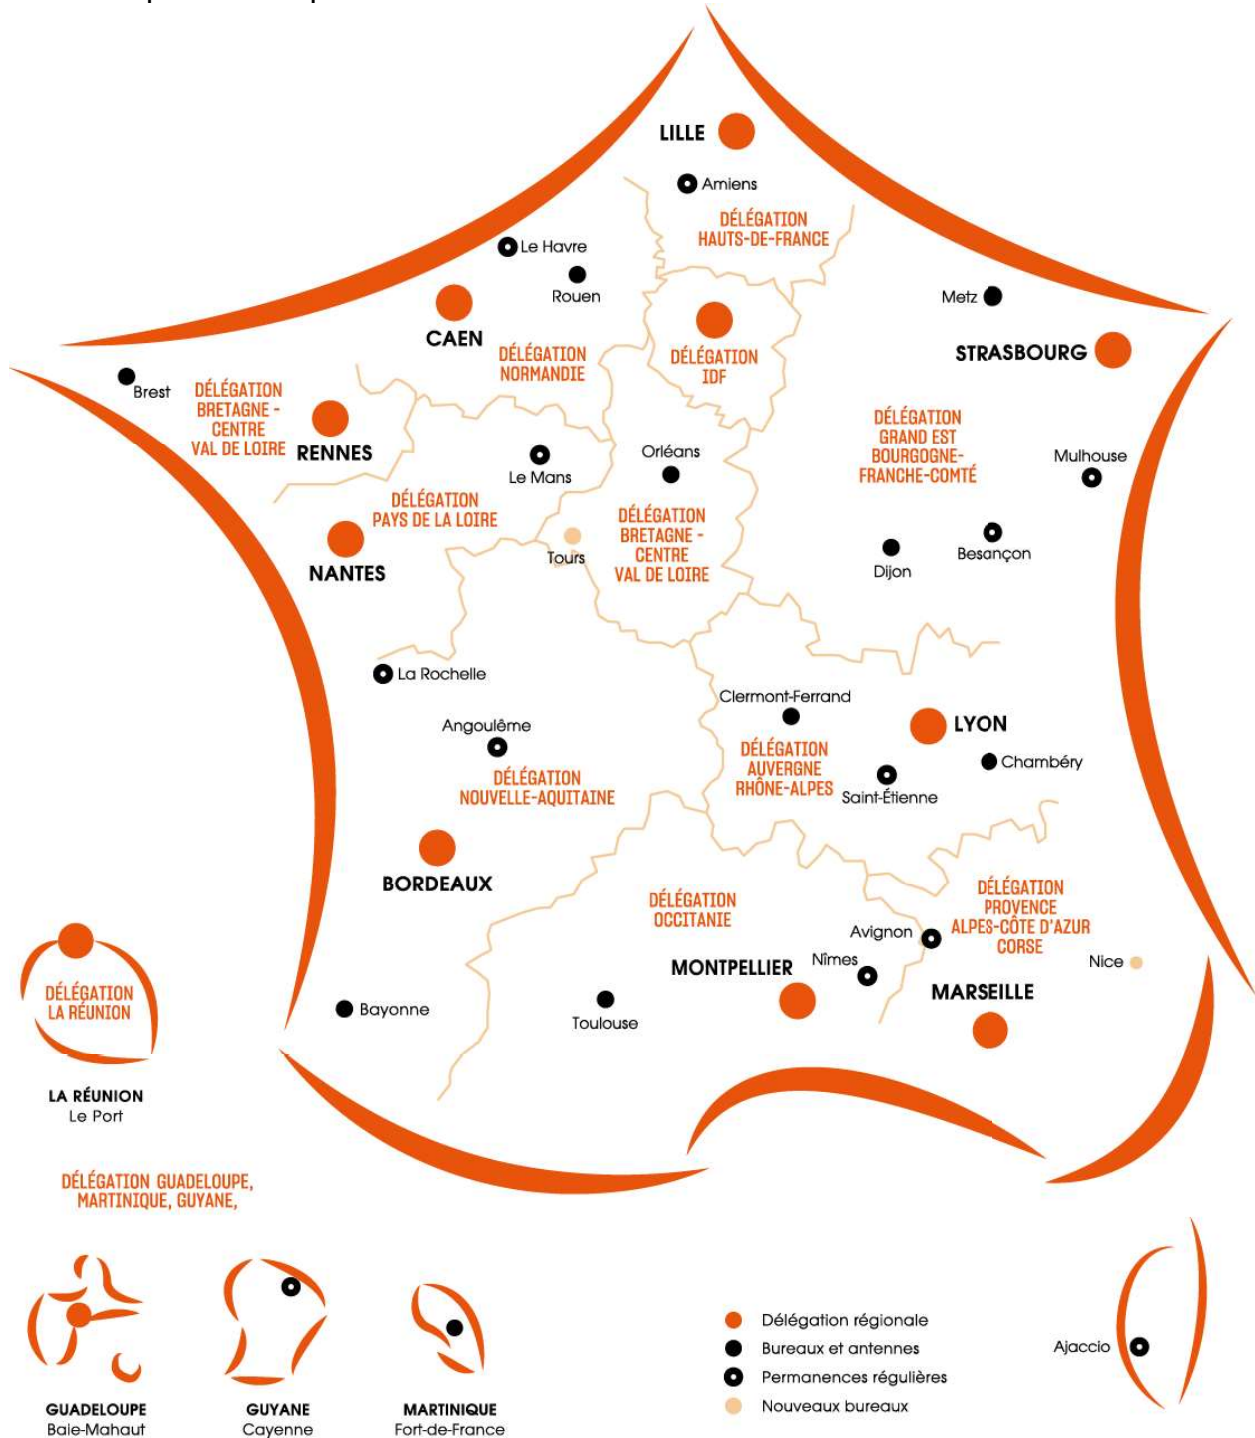 LILLE
Amiens
DÉLÉGATION
HAUTS-DE-FRANCE
Le Havre
Rouen
CAEN
DÉLÉGATION
NORMANDIE
DÉLÉGATION
IDF
Metz
STRASBOURG
Brest
DÉLÉGATION
BRETAGNE -
CENTRE
VAL DE LOIRE
RENNES
Le Mans
Orléans
DÉLÉGATION
GRAND EST
BOURGOGNE-
FRANCHE-COMTÉ
Mulhouse
DÉLÉGATION
PAYS DE LA LOIRE
NANTES
Tours
DÉLÉGATION
BRETAGNE -
CENTRE
VAL DE LOIRE
Dijon
Besançon
La Rochelle
Angoulême
DÉLÉGATION
NOUVELLE-AQUITAINE
Clermont-Ferrand
DÉLÉGATION
AUVERGNE
RHÔNE-ALPES
LYON
Chambéry
Saint-Étienne
BORDEAUX
DÉLÉGATION
OCCITANIE
DÉLÉGATION
PROVENCE
ALPES-CÔTE D'AZUR
CORSE
Avignon
Nîmes
Nice
MONTPELLIER
MARSEILLE
Bayonne
Toulouse
DÉLÉGATION
LA RÉUNION
LA RÉUNION
Le Port
DÉLÉGATION GUADELOUPE,
MARTINIQUE, GUYANE,
GUADELOUPE
Baie-Mahaut
GUYANE
Cayenne
MARTINIQUE
Fort-de-France
Délégation régionale
Bureaux et antennes
Permanences régulières
Nouveaux bureaux
Ajaccio